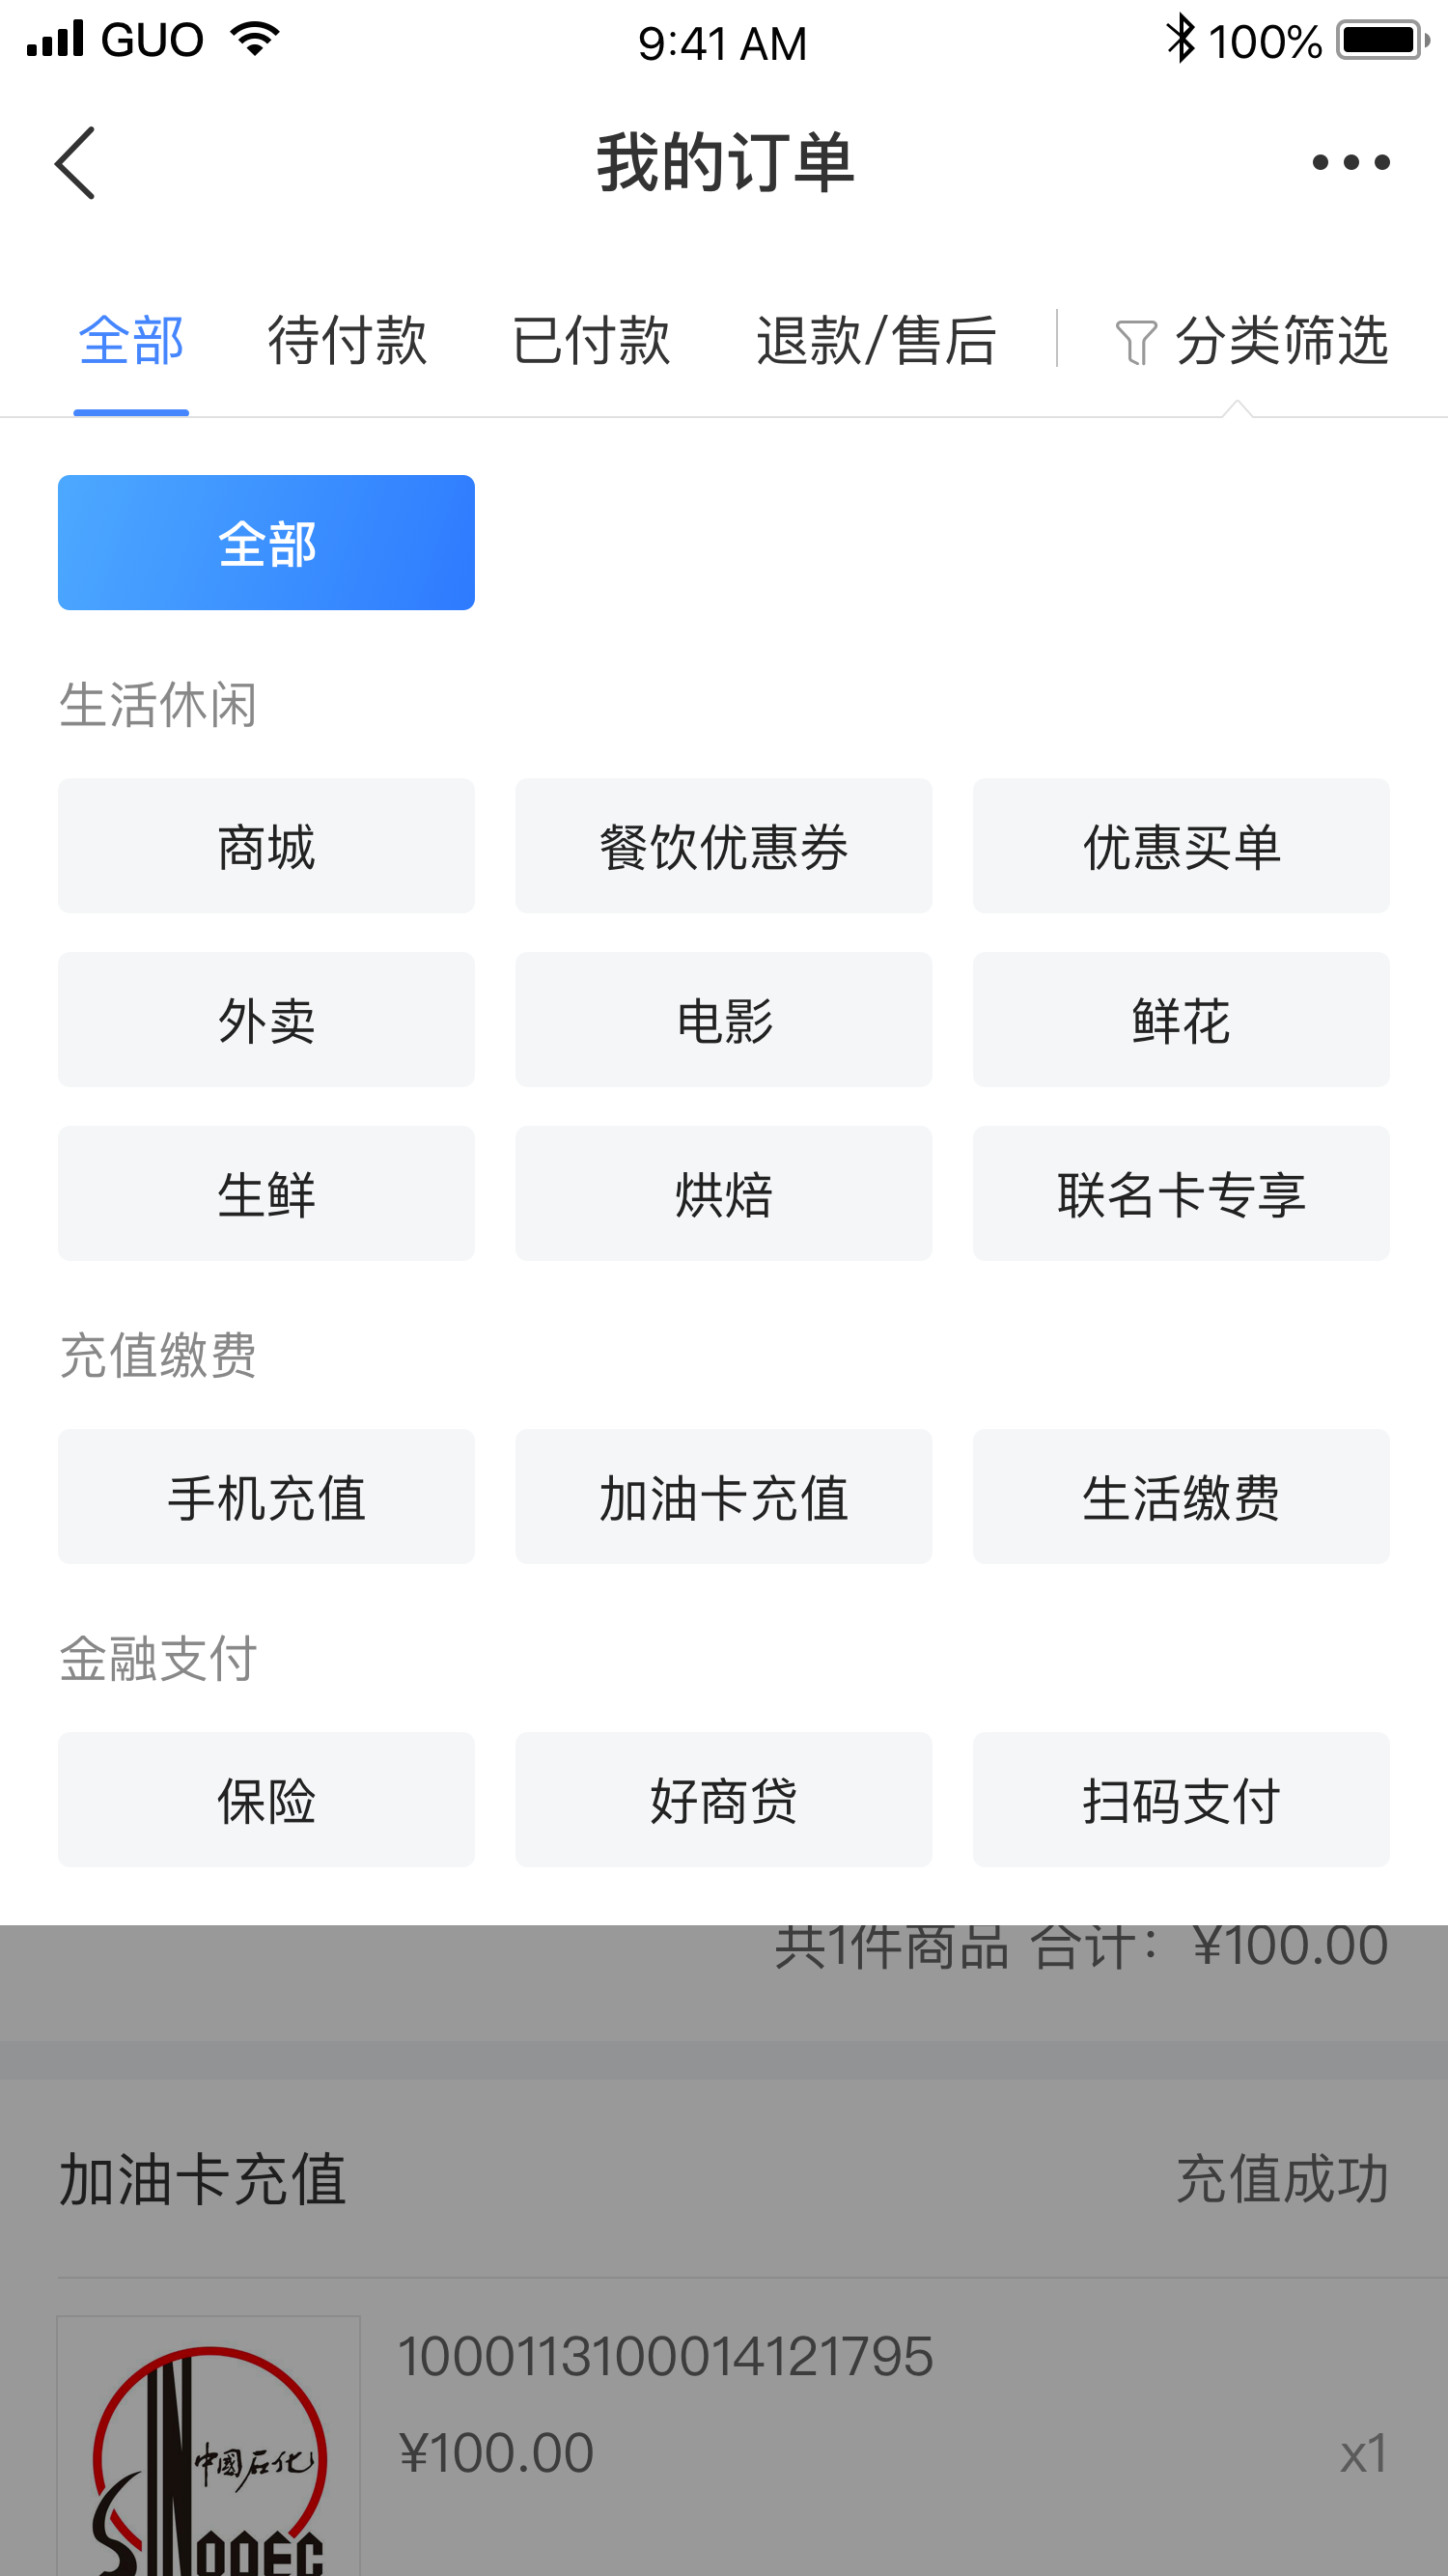 GUO 9:41 AM 100%
我的订单
全部 待付款 已付款 退款/售后 分类筛选
全部
生活休闲
商城 餐饮优惠券 优惠买单
外卖 电影 鲜花
生鲜 烘焙 联名卡专享
充值缴费
手机充值 加油卡充值 生活缴费
金融支付
保险 好商贷 扫码支付
共1件商品 合计：¥100.00
加油卡充值 充值成功
1000113100014121795
¥100.00 x1
中國石化
SINOPEC